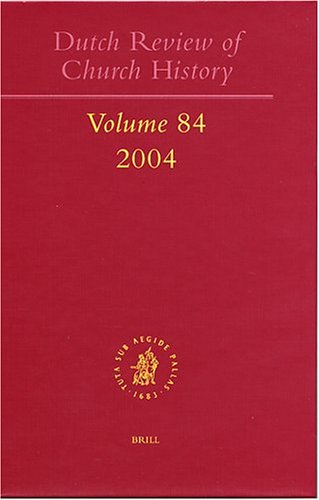 Dutch Review of
Church History
Volume 84
2004
TUTA SUB AEGIDE PALLAS
·1683·
BRILL